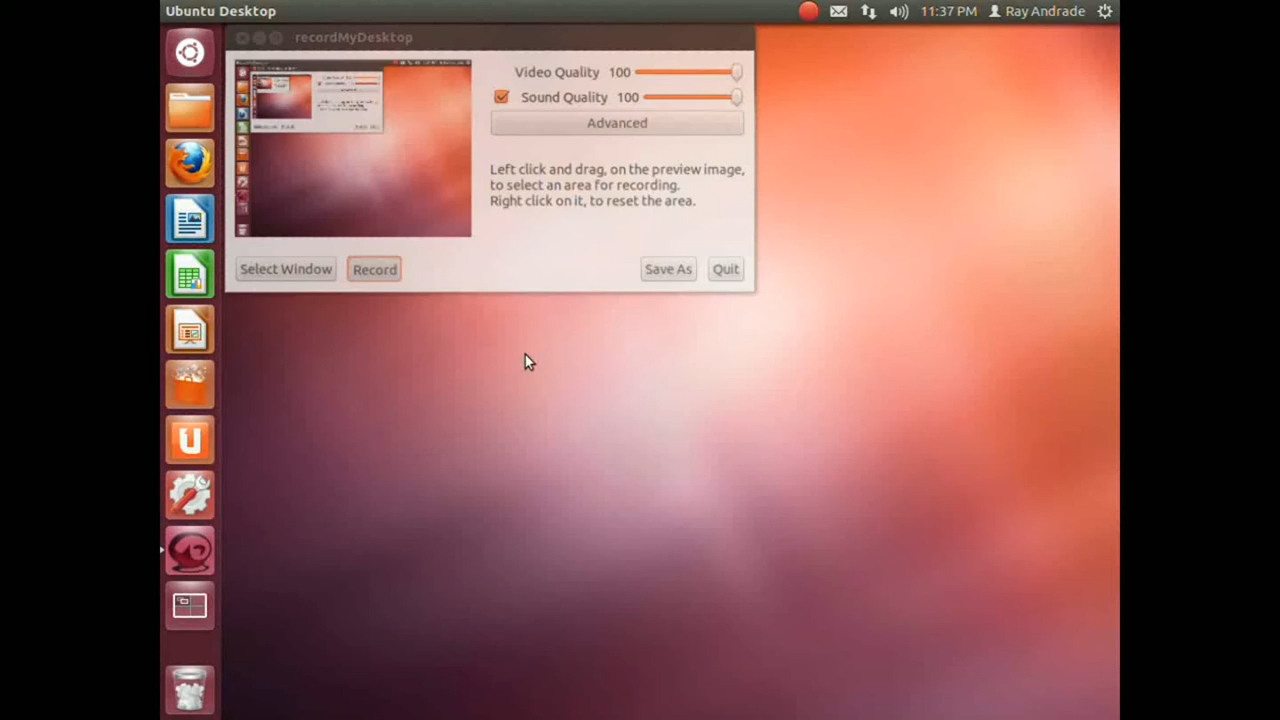 Ubuntu Desktop
11:37 PM
Ray Andrade
recordMyDesktop
Video Quality 100
Sound Quality 100
Advanced
Left click and drag, on the preview image,
to select an area for recording.
Right click on it, to reset the area.
Select Window
Record
Save As
Quit